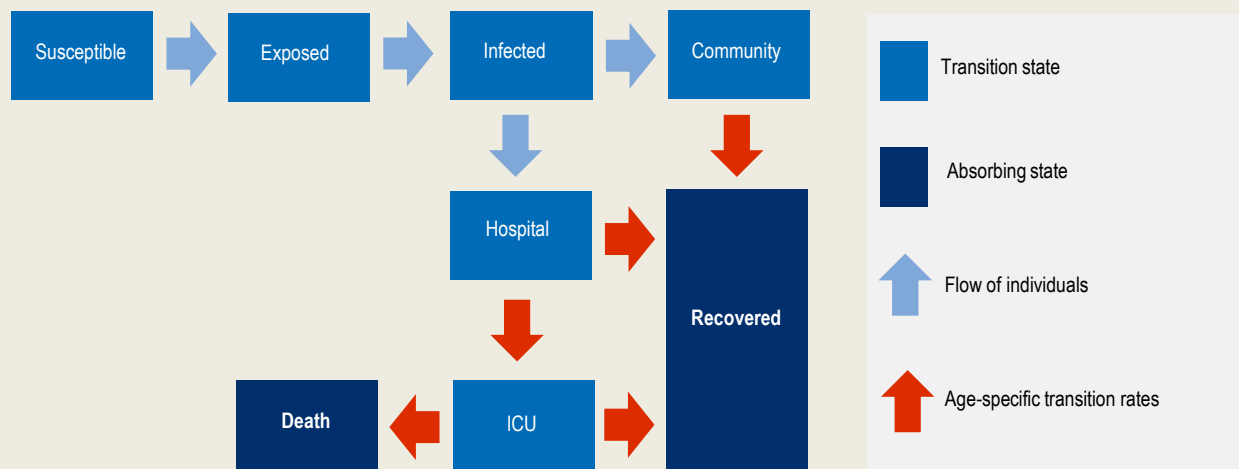 Susceptible
Exposed
Infected
Community
Hospital
Recovered
Death
ICU
Transition state
Absorbing state
Flow of individuals
Age-specific transition rates